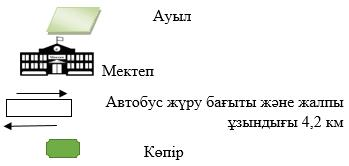 Ауыл
Мектеп
Автобус жүру бағыты және жалпы
ұзындығы 4,2 км
Көпір